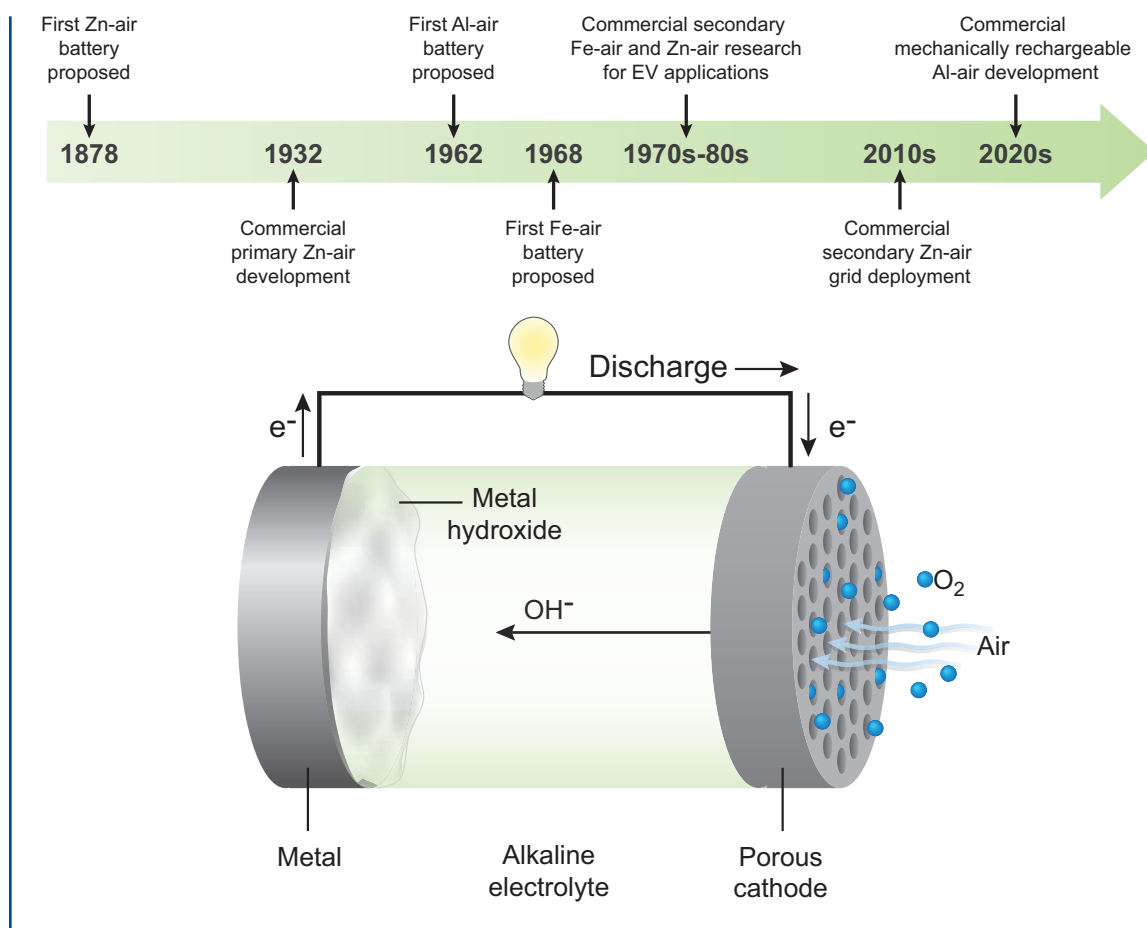 First Zn-air
battery
proposed
First Al-air
battery
proposed
Commercial secondary
Fe-air and Zn-air research
for EV applications
Commercial
mechanically rechargeable
Al-air development
1878
1932
1962
1968
1970s-80s
2010s
2020s
Commercial
primary Zn-air
development
First Fe-air
battery
proposed
Commercial
secondary Zn-air
grid deployment
Discharge
e-
e-
Metal
hydroxide
OH-
O2
Air
Metal
Alkaline
electrolyte
Porous
cathode